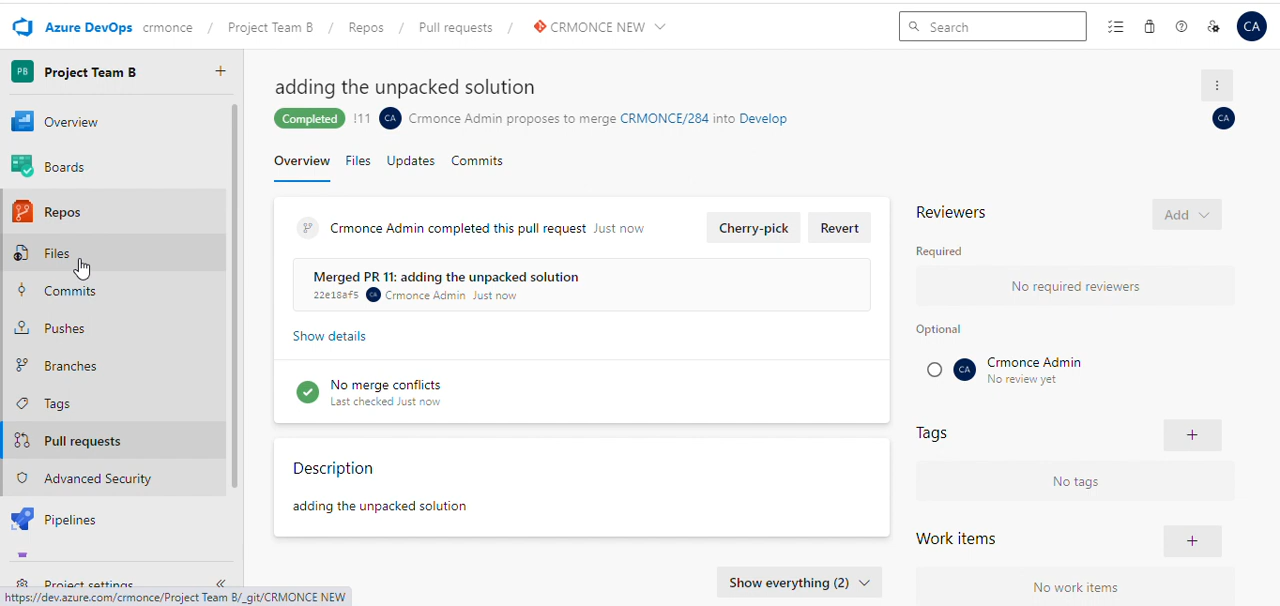 Azure DevOps crmonce / Project Team B / Repos / Pull requests / CRMONCE NEW
Search
CA
PB Project Team B +
Overview
Boards
Repos
Files
Commits
Pushes
Branches
Tags
Pull requests
Advanced Security
Pipelines
Project settings
https://dev.azure.com/crmonce/Project Team B/_git/CRMONCE NEW
adding the unpacked solution
Completed !11 CA Crmonce Admin proposes to merge CRMONCE/284 into Develop
CA
Overview Files Updates Commits
Crmonce Admin completed this pull request Just now
Cherry-pick Revert
Merged PR 11: adding the unpacked solution
22e18af5 CA Crmonce Admin Just now
Show details
No merge conflicts
Last checked Just now
Description
adding the unpacked solution
Show everything (2)
Reviewers
Add
Required
No required reviewers
Optional
CA Crmonce Admin
No review yet
Tags
+
No tags
Work items
+
No work items